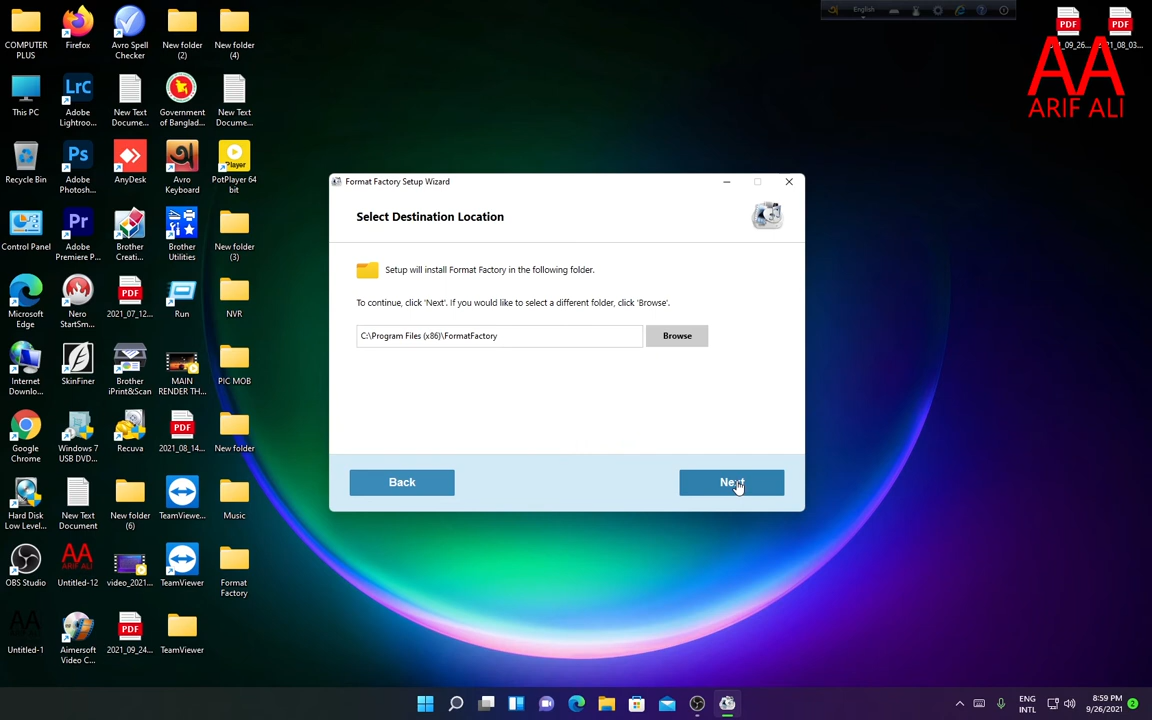 English
COMPUTER PLUS
Firefox
Avro Spell Checker
New folder (2)
New folder (4)
This PC
Adobe Lightroo...
New Text Docume...
Government of Banglad...
New Text Docume...
Recycle Bin
Adobe Photosh...
AnyDesk
Avro Keyboard
PotPlayer 64 bit
Control Panel
Adobe Premiere P...
Brother Creati...
Brother Utilities
New folder (3)
Microsoft Edge
Nero StartSm...
2021_07_12...
Run
NVR
Internet Downlo...
SkinFiner
Brother iPrint&Scan
MAIN RENDER TH...
PIC MOB
Google Chrome
Windows 7 USB DVD...
Recuva
2021_08_14...
New folder
Hard Disk Low Level...
New Text Document
New folder (6)
TeamViewe...
Music
OBS Studio
Untitled-12
video_2021...
TeamViewer
Format Factory
Untitled-1
Aimersoft Video C...
2021_09_24...
TeamViewer
PDF
PDF
AA
ARIF ALI
Format Factory Setup Wizard
Select Destination Location
Setup will install Format Factory in the following folder.
To continue, click 'Next'. If you would like to select a different folder, click 'Browse'.
C:\Program Files (x86)\FormatFactory
Browse
Back
Next
ENG
INTL
8:59 PM
9/26/2021
2